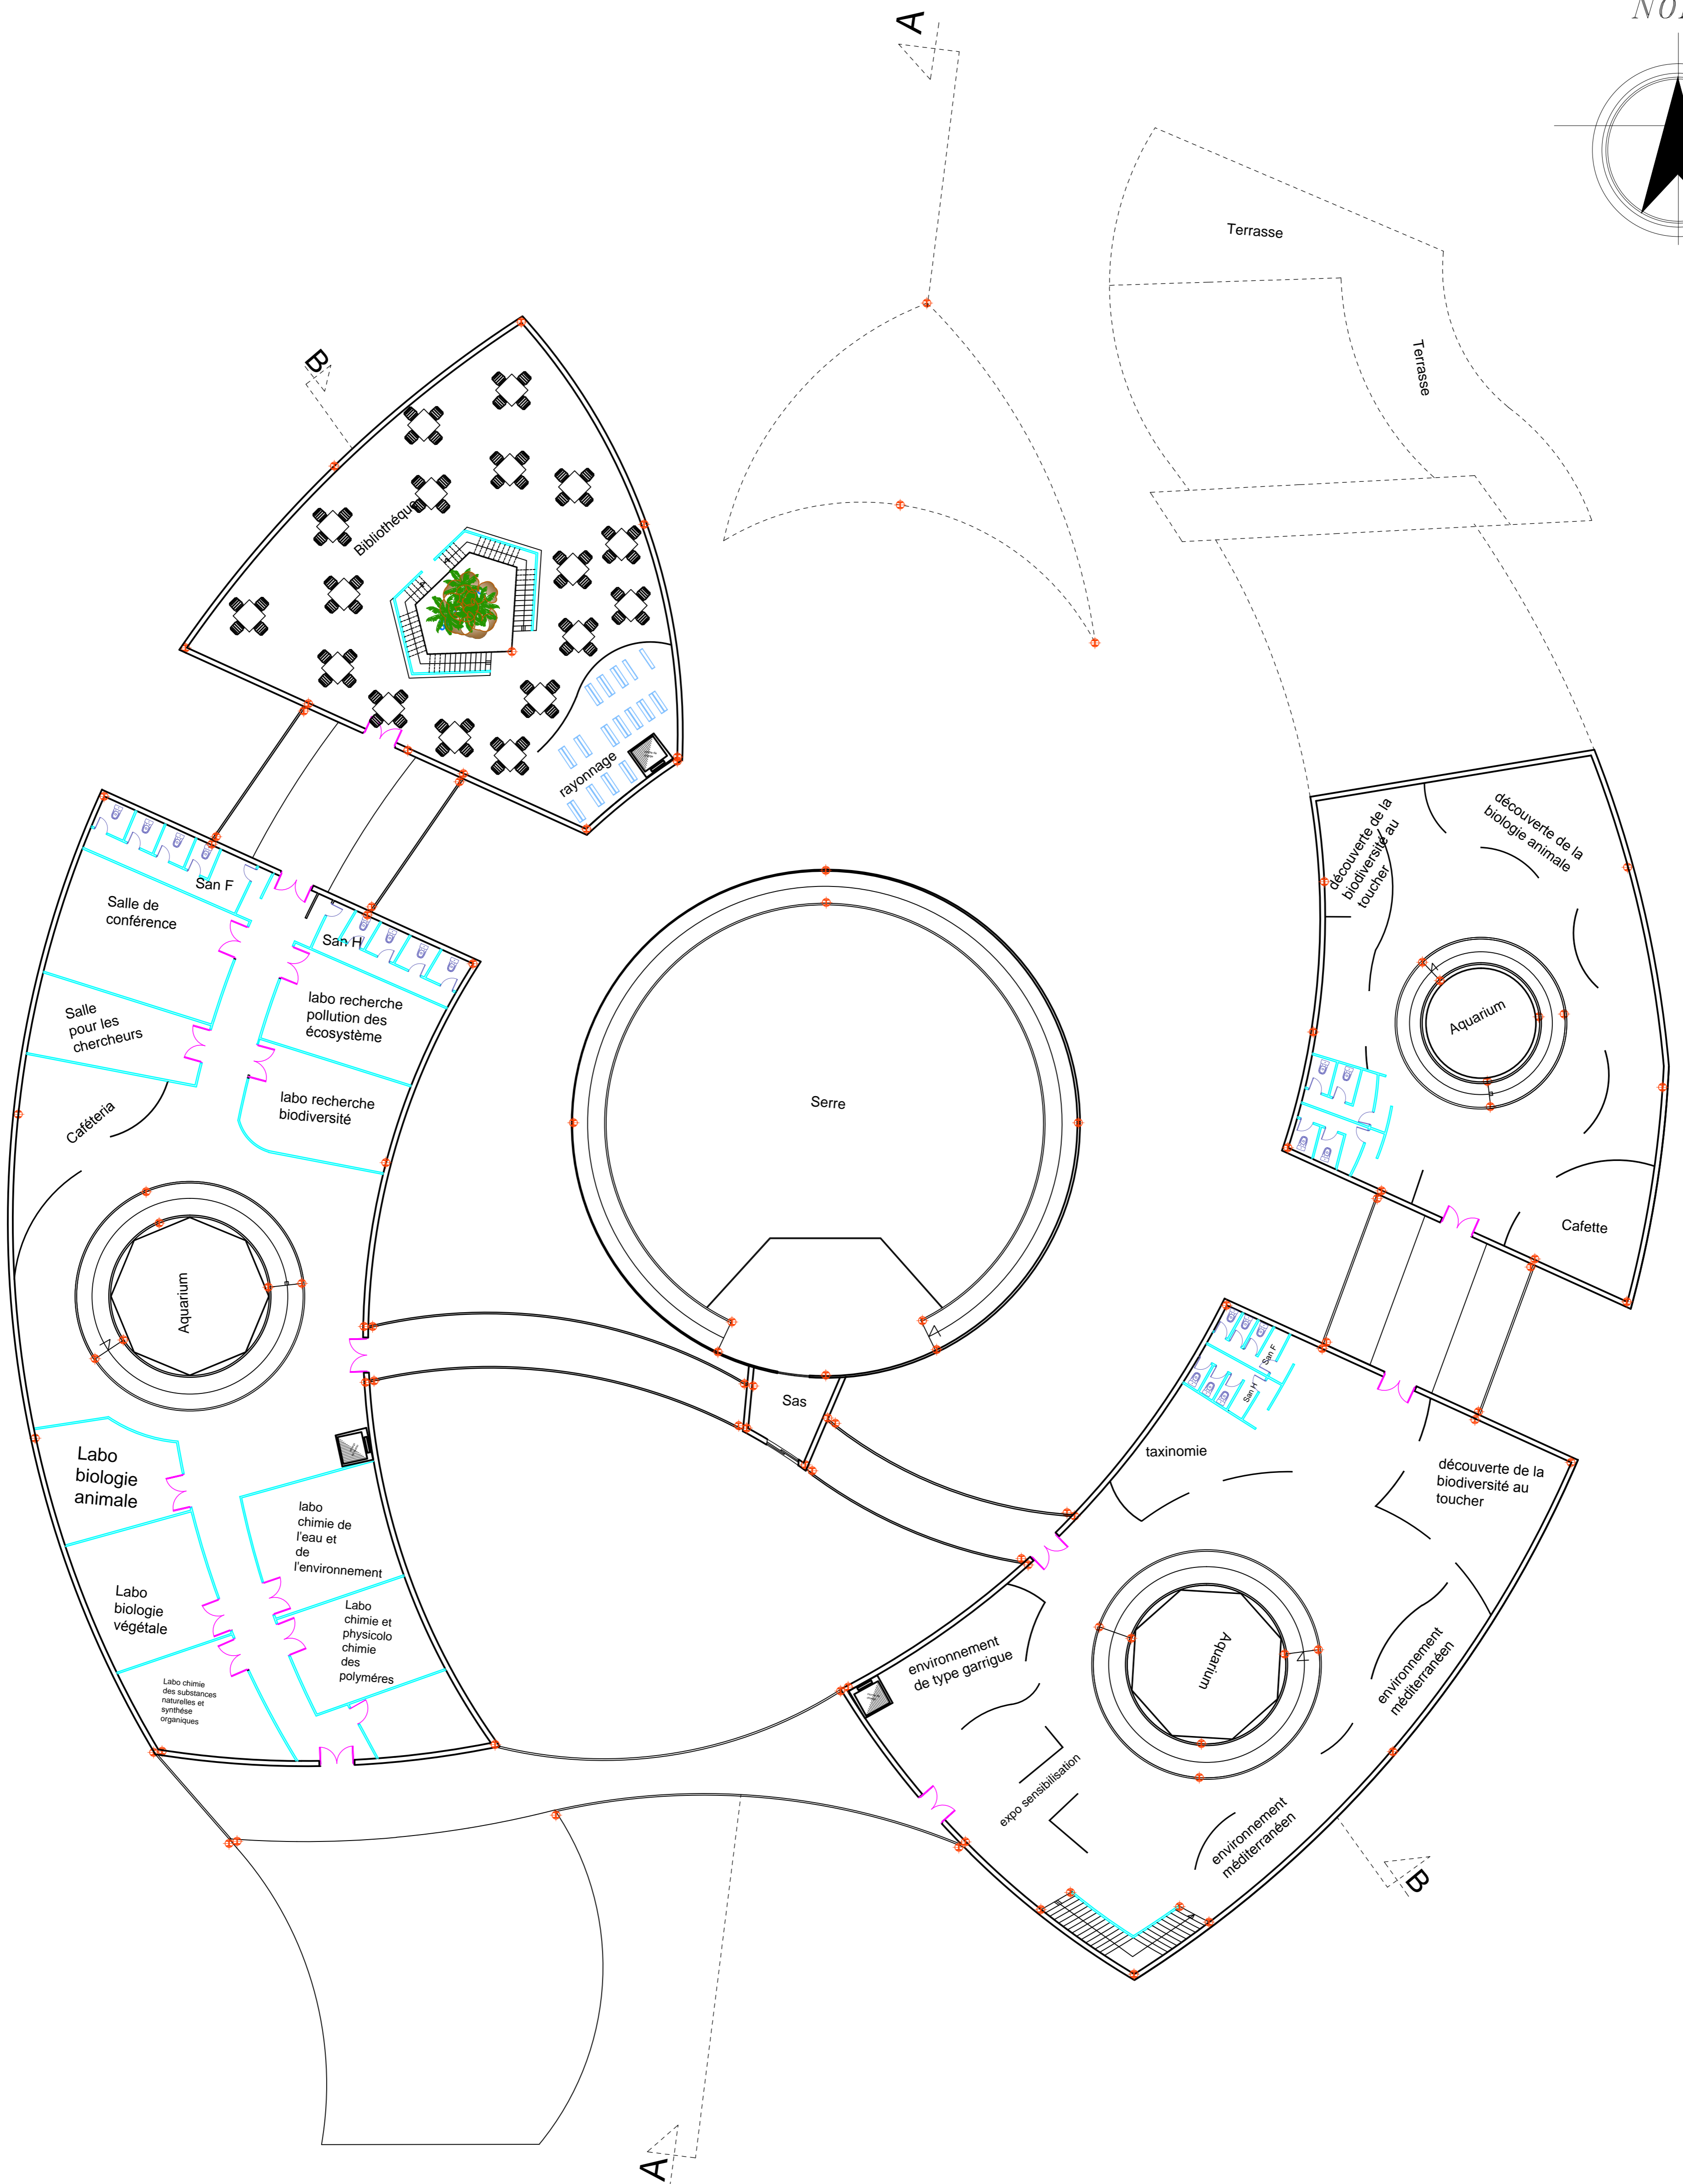 NO
A
Terrasse
Terrasse
B
Bibliothéque
rayonnage
San F
Salle de
conférence
San H
Salle
pour les
chercheurs
labo recherche
pollution des
écosystème
labo recherche
biodiversité
Caféteria
Aquarium
Serre
Sas
découverte de la
biodiversité au
toucher
découverte de la
biologie animale
Aquarium
Cafette
San F
San H
taxinomie
découverte de la
biodiversité au
toucher
Labo
biologie
animale
labo
chimie de
l'eau et
de
l'environnement
Labo
biologie
végétale
Labo
chimie et
physicolo
chimie
des
polyméres
Labo chimie
des substances
naturelles et
synthèse
organiques
environnement
de type garrigue
Aquarium
environnement
méditerranéen
expo sensibilisation
environnement
méditerranéen
B
A